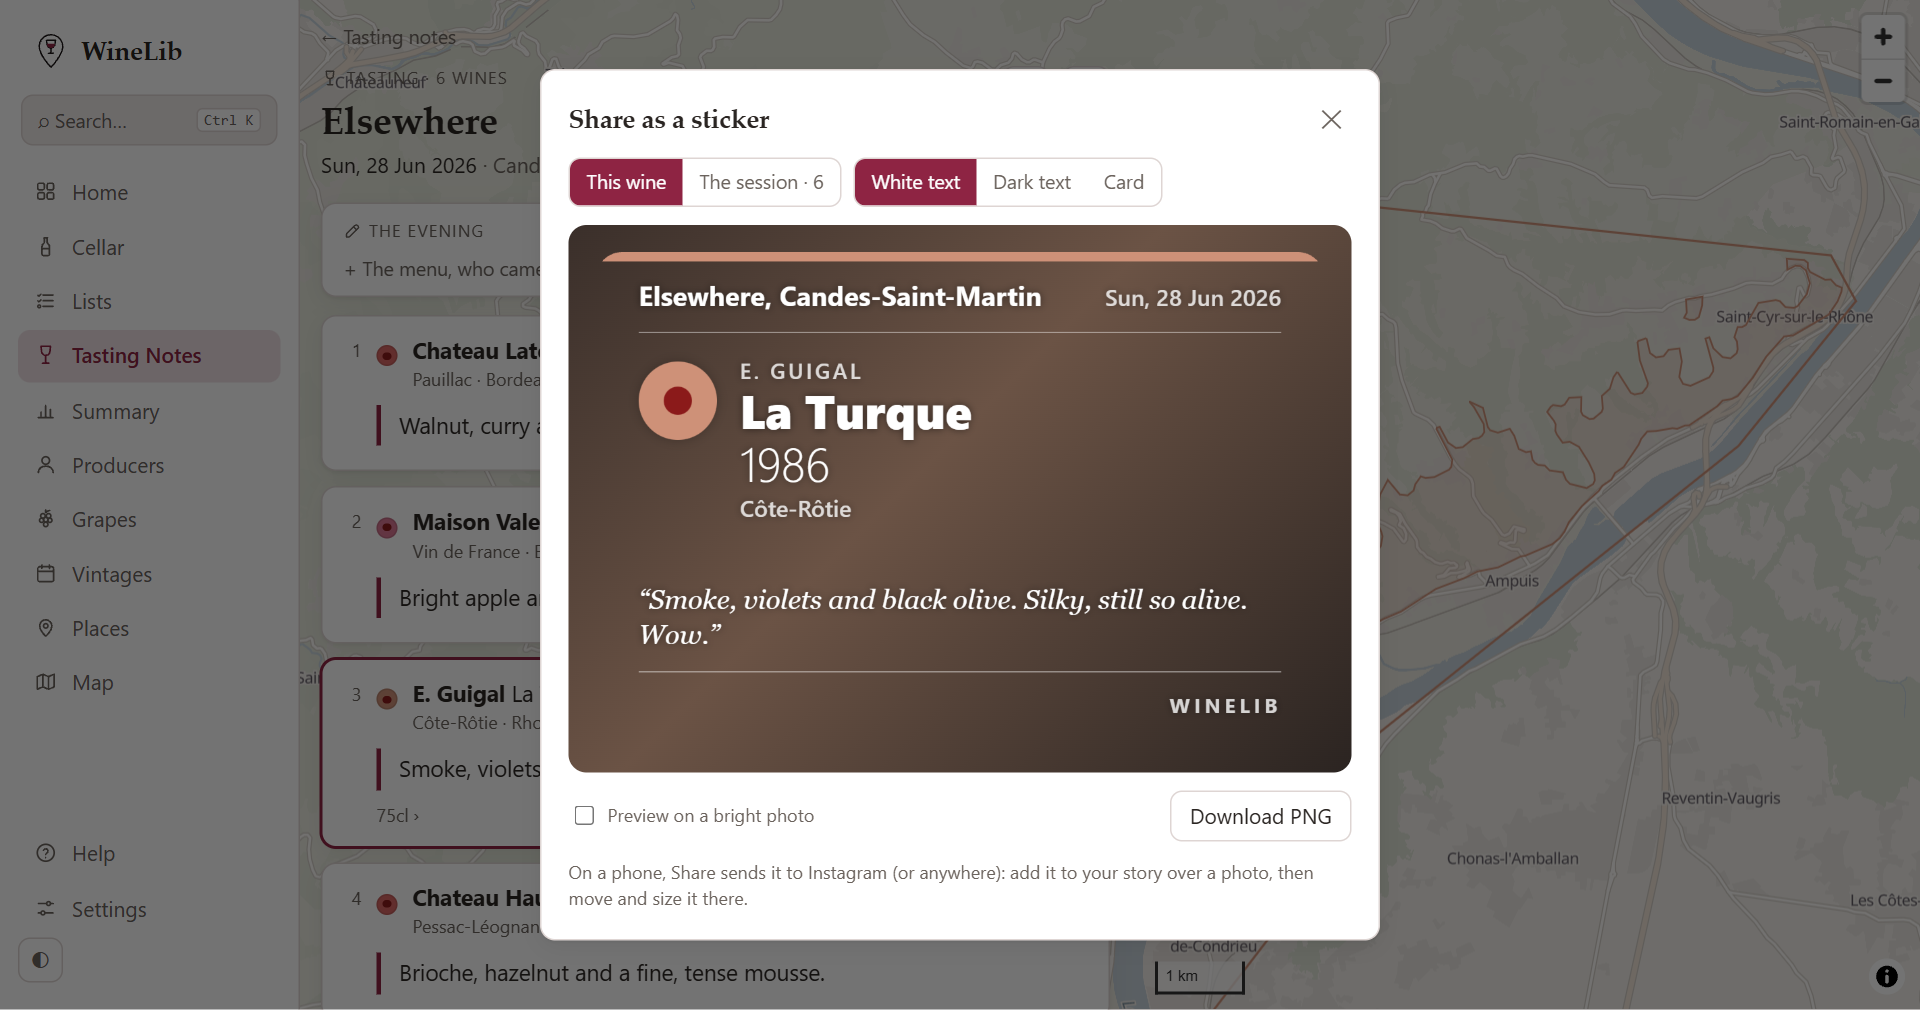 WineLib
Search...
Ctrl K
Home
Cellar
Lists
Tasting Notes
Summary
Producers
Grapes
Vintages
Places
Map
Help
Settings
← Tasting notes
TASTING · 6 WINES
Châteauneuf
Elsewhere
Sun, 28 Jun 2026 · Cand
THE EVENING
+ The menu, who came
1
Chateau Lat
Pauillac · Bordea
Walnut, curry
2
Maison Vale
Vin de France ·
Bright apple
3
E. Guigal La
Côte-Rôtie · Rho
Smoke, violets
75cl ›
4
Chateau Hau
Pessac-Léognan
Brioche, hazelnut and a fine, tense mousse.
Share as a sticker
This wine
The session · 6
White text
Dark text
Card
Elsewhere, Candes-Saint-Martin
Sun, 28 Jun 2026
E. GUIGAL
La Turque
1986
Côte-Rôtie
“Smoke, violets and black olive. Silky, still so alive.
Wow.”
WINELIB
Preview on a bright photo
Download PNG
On a phone, Share sends it to Instagram (or anywhere): add it to your story over a photo, then
move and size it there.
Saint-Romain-en-Ga
Saint-Cyr-sur-le-Rhône
Ampuis
Reventin-Vaugris
Chonas-l'Amballan
Les Côtes-
de-Condrieu
1 km